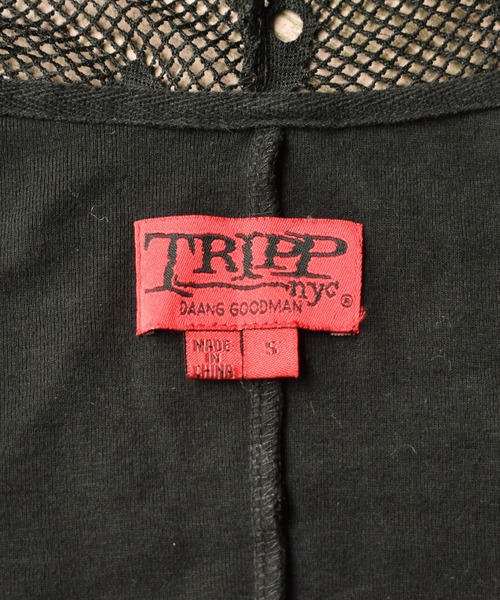 TRIPP
nyc®
DAANG GOODMAN
MADE
IN
CHINA
S